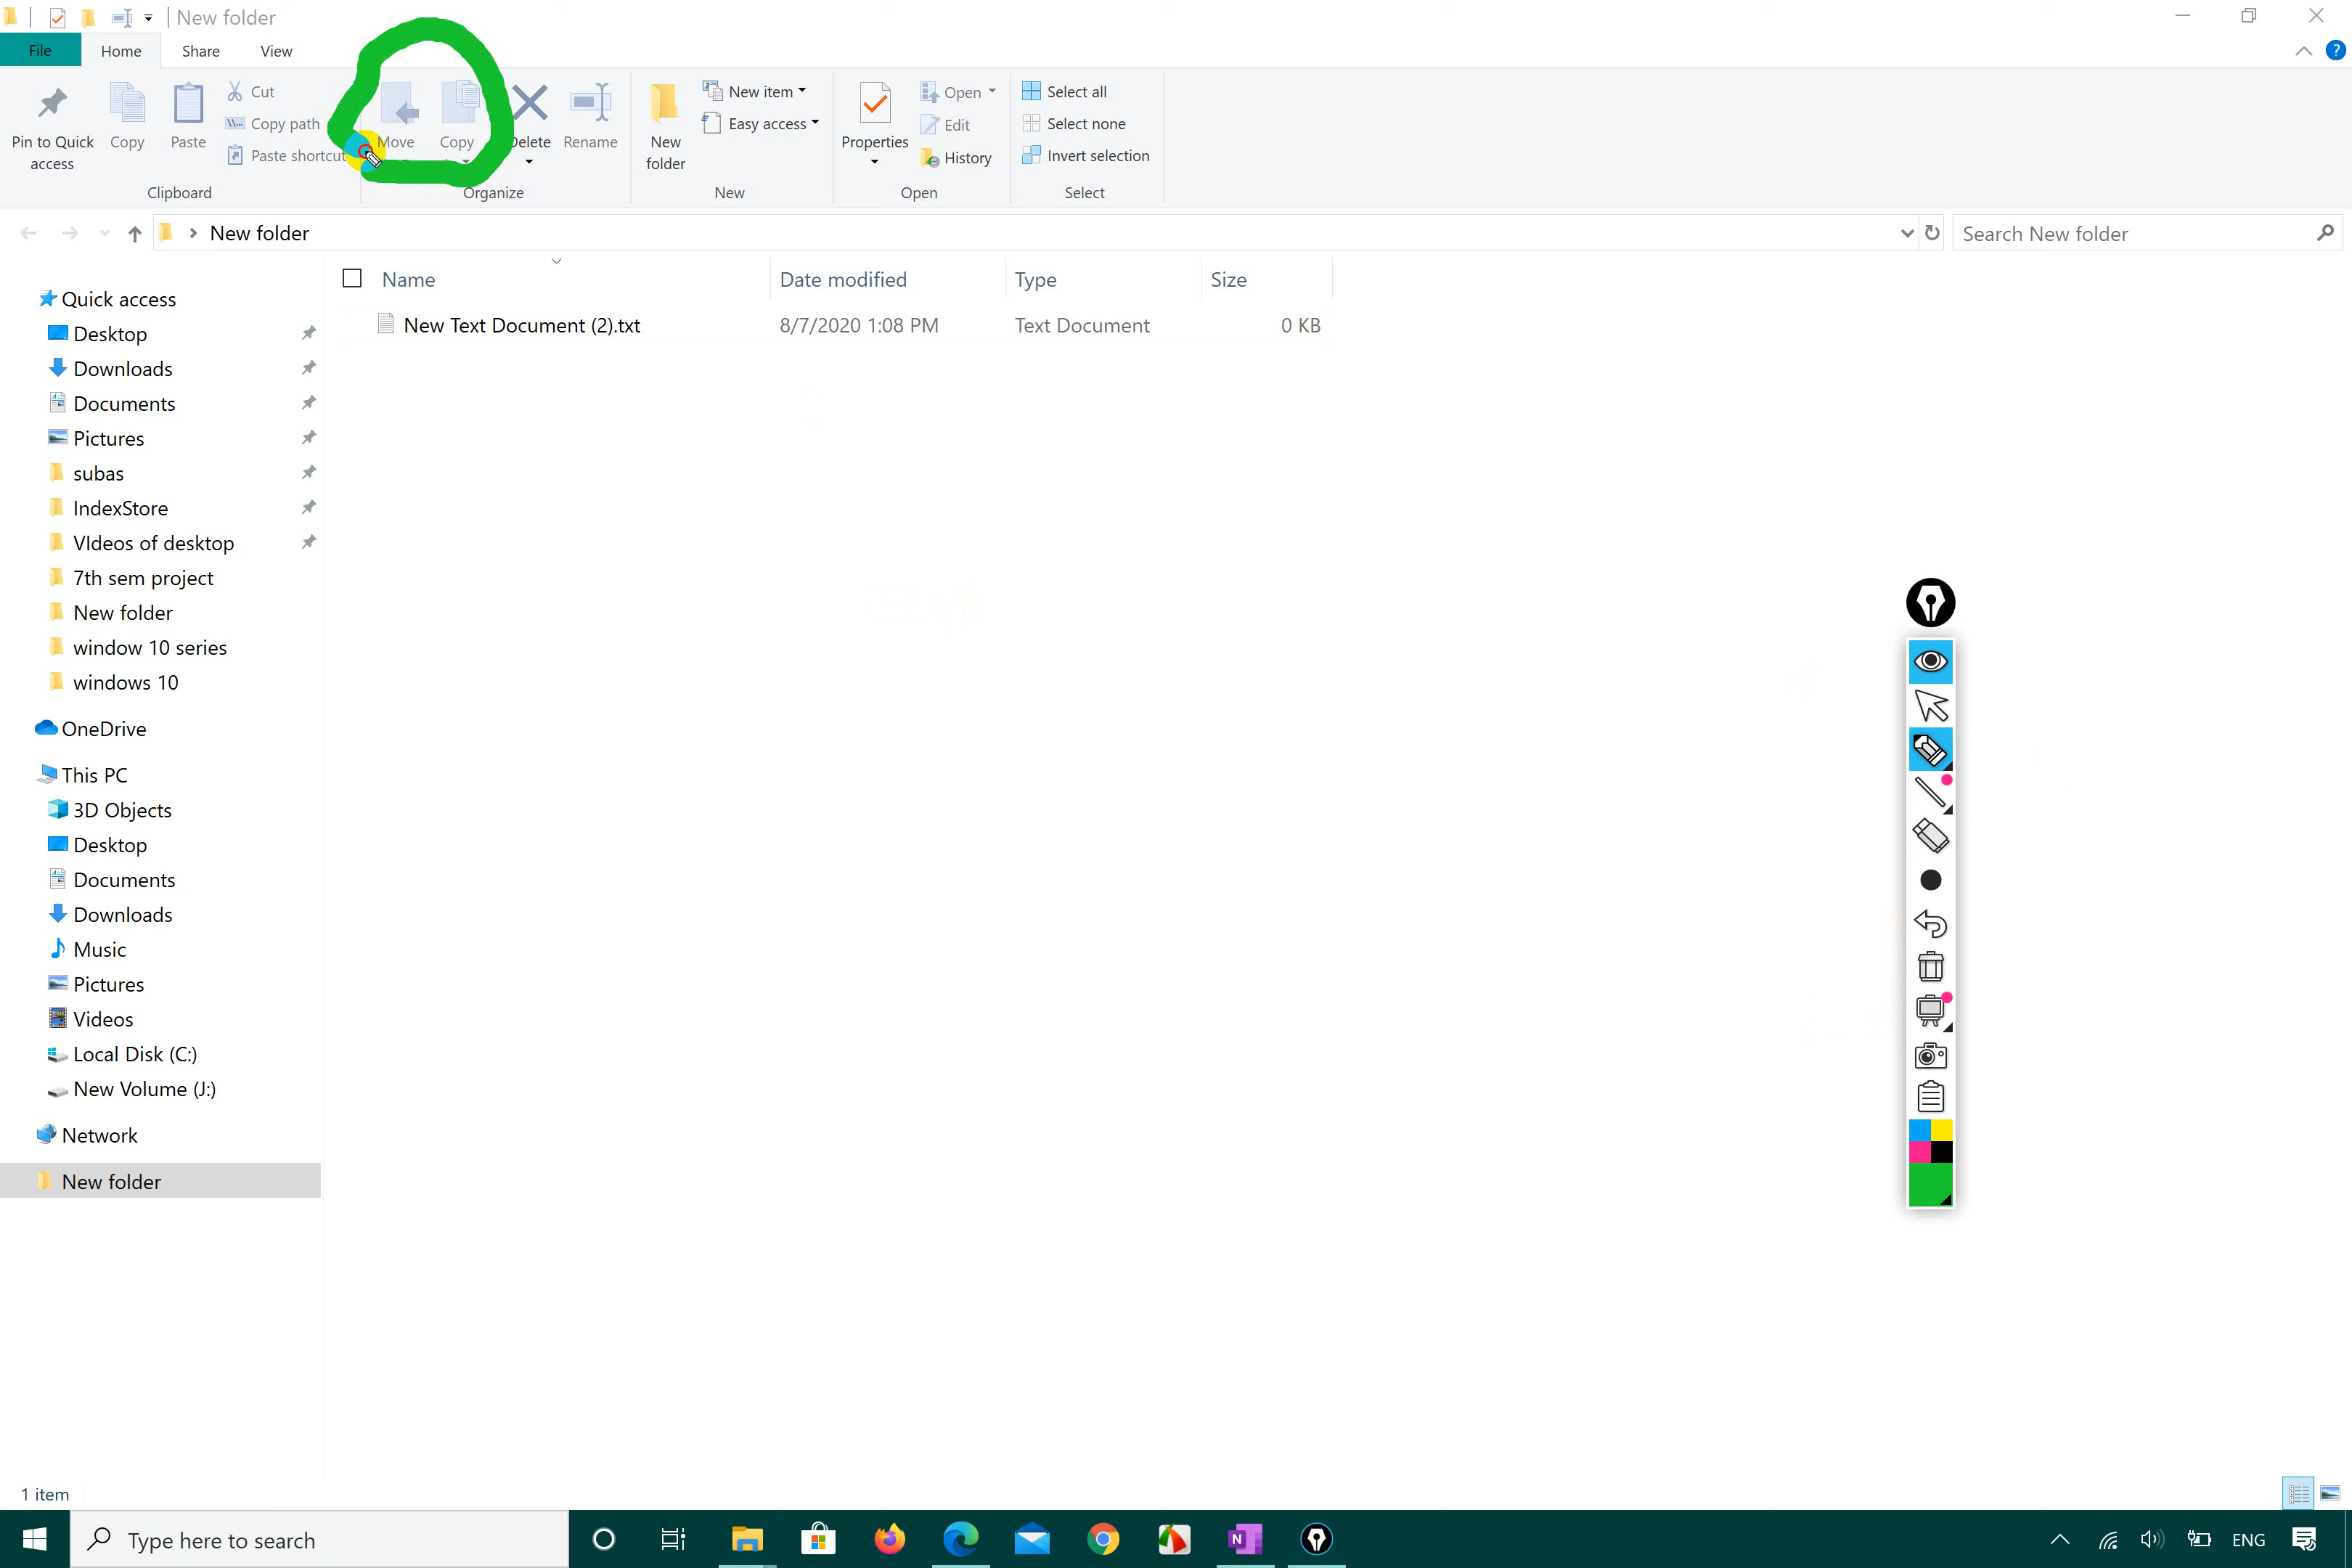 New folder
File Home Share View
Pin to Quick access
Copy
Paste
Cut
Copy path
Paste shortcut
Clipboard
Move
Copy
Delete
Rename
Organize
New folder
New item
Easy access
New
Properties
Open
Edit
History
Open
Select all
Select none
Invert selection
Select
New folder
Search New folder
Name Date modified Type Size
New Text Document (2).txt 8/7/2020 1:08 PM Text Document 0 KB
Quick access
Desktop
Downloads
Documents
Pictures
subas
IndexStore
VIdeos of desktop
7th sem project
New folder
window 10 series
windows 10
OneDrive
This PC
3D Objects
Desktop
Documents
Downloads
Music
Pictures
Videos
Local Disk (C:)
New Volume (J:)
Network
New folder
1 item
Type here to search
ENG